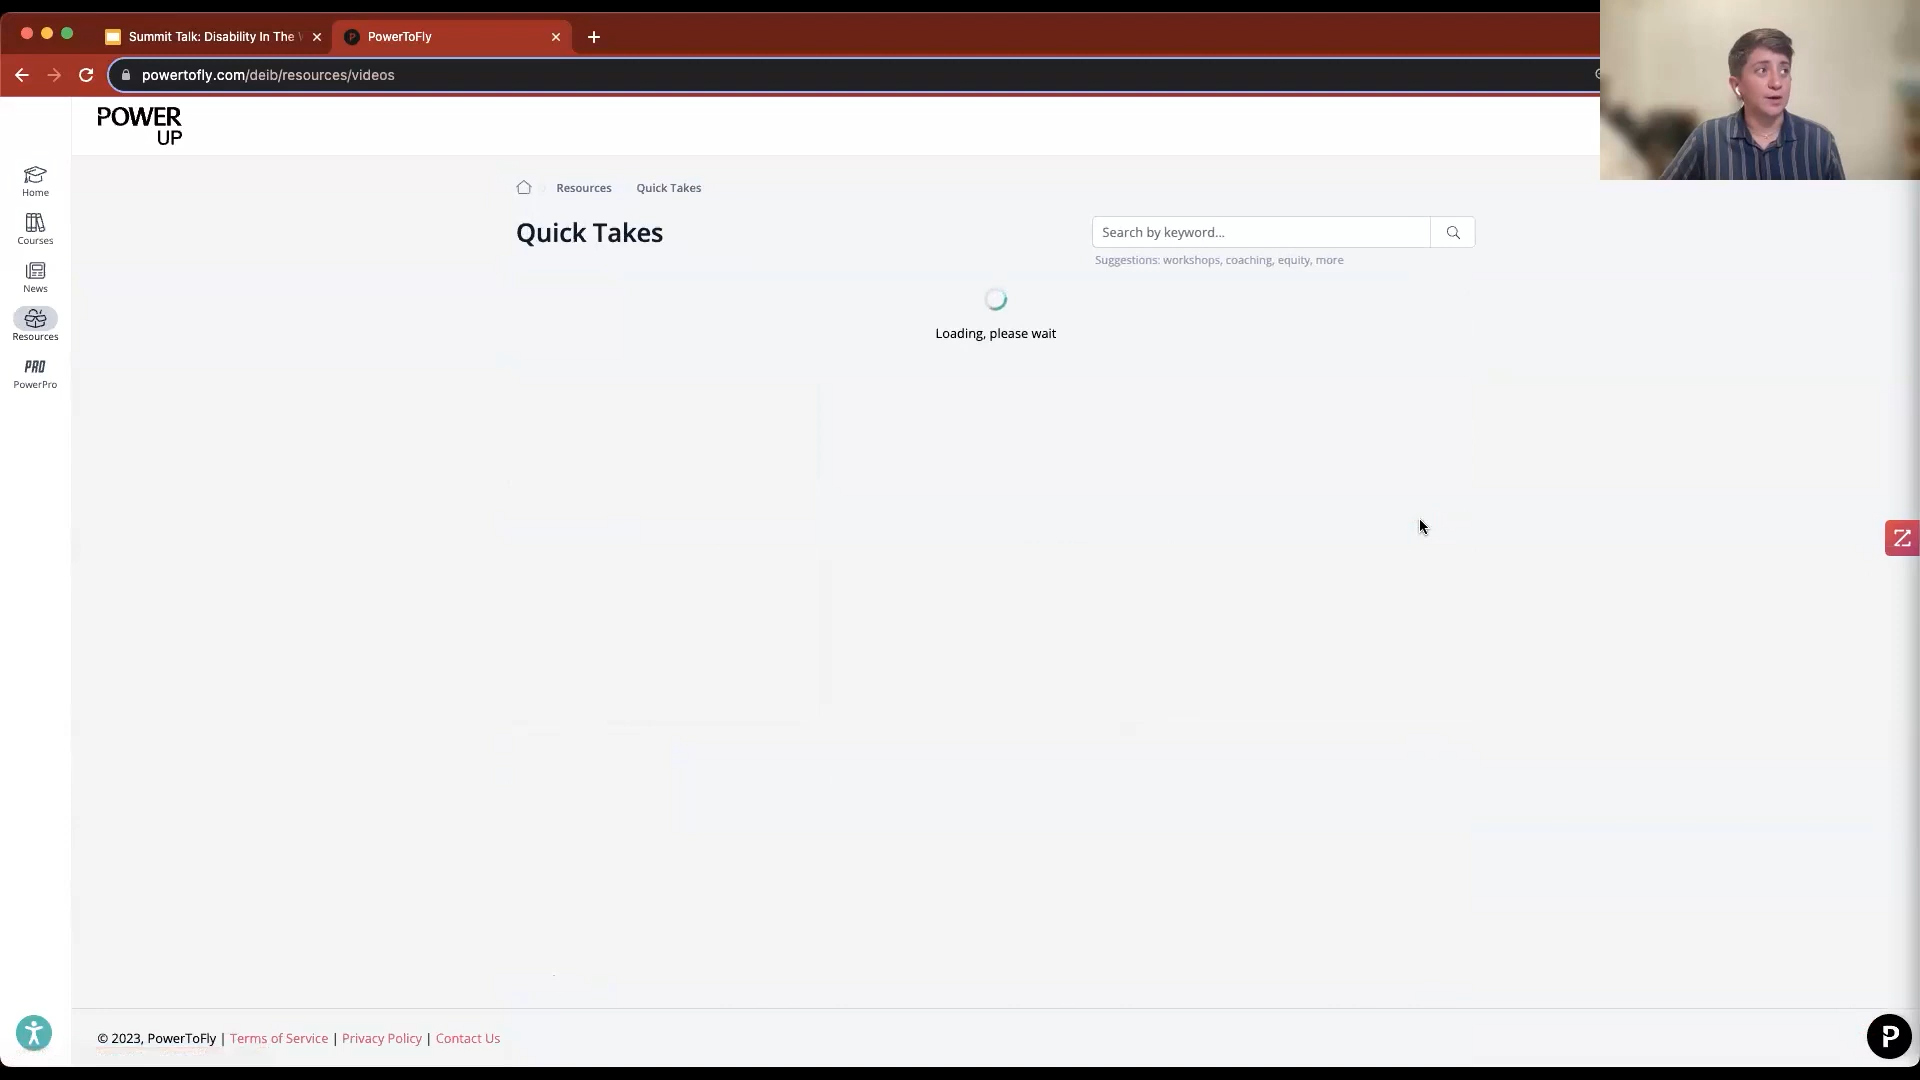 Summit Talk: Disability In The
PowerToFly
powertofly.com/deib/resources/videos
POWER
UP
Home
Courses
News
Resources
PRO
PowerPro
Resources
Quick Takes
Quick Takes
Search by keyword...
Suggestions: workshops, coaching, equity, more
Loading, please wait
© 2023, PowerToFly | Terms of Service | Privacy Policy | Contact Us